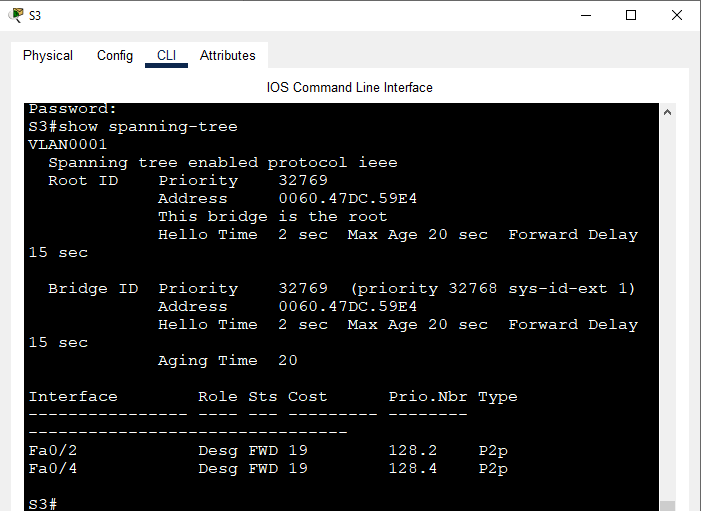 S3
Physical Config CLI Attributes
IOS Command Line Interface
Password:
S3#show spanning-tree
VLAN0001
  Spanning tree enabled protocol ieee
  Root ID    Priority    32769
             Address     0060.47DC.59E4
             This bridge is the root
             Hello Time  2 sec  Max Age 20 sec  Forward Delay
15 sec

  Bridge ID  Priority    32769  (priority 32768 sys-id-ext 1)
             Address     0060.47DC.59E4
             Hello Time  2 sec  Max Age 20 sec  Forward Delay
15 sec
             Aging Time  20

Interface        Role Sts Cost      Prio.Nbr Type
---------------- ---- --- --------- --------
--------------------------------
Fa0/2            Desg FWD 19        128.2    P2p
Fa0/4            Desg FWD 19        128.4    P2p

S3#